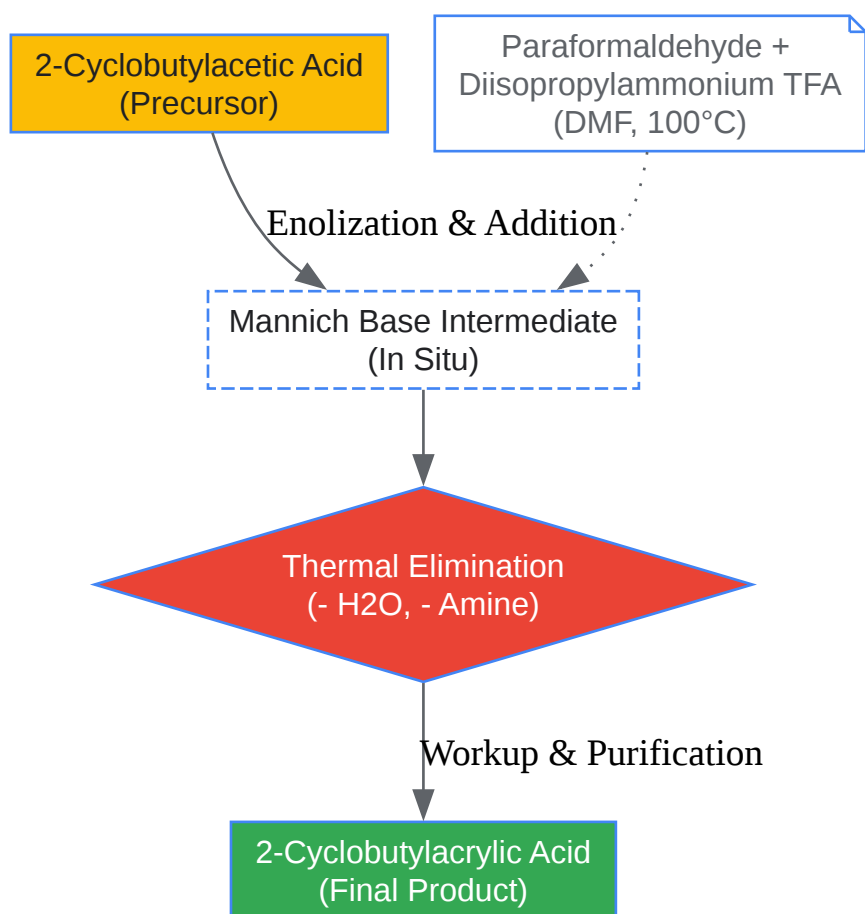 2-Cyclobutylacetic Acid
(Precursor)
Paraformaldehyde +
Diisopropylammonium TFA
(DMF, 100°C)
Enolization & Addition
Mannich Base Intermediate
(In Situ)
Thermal Elimination
(- H2O, - Amine)
Workup & Purification
2-Cyclobutylacrylic Acid
(Final Product)